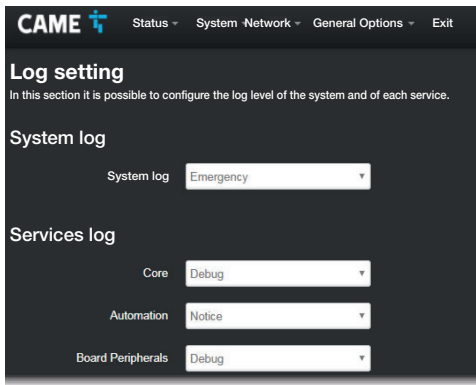 CAME Status System Network General Options Exit
Log setting
In this section it is possible to configure the log level of the system and of each service.
System log
System log Emergency
Services log
Core Debug
Automation Notice
Board Peripherals Debug